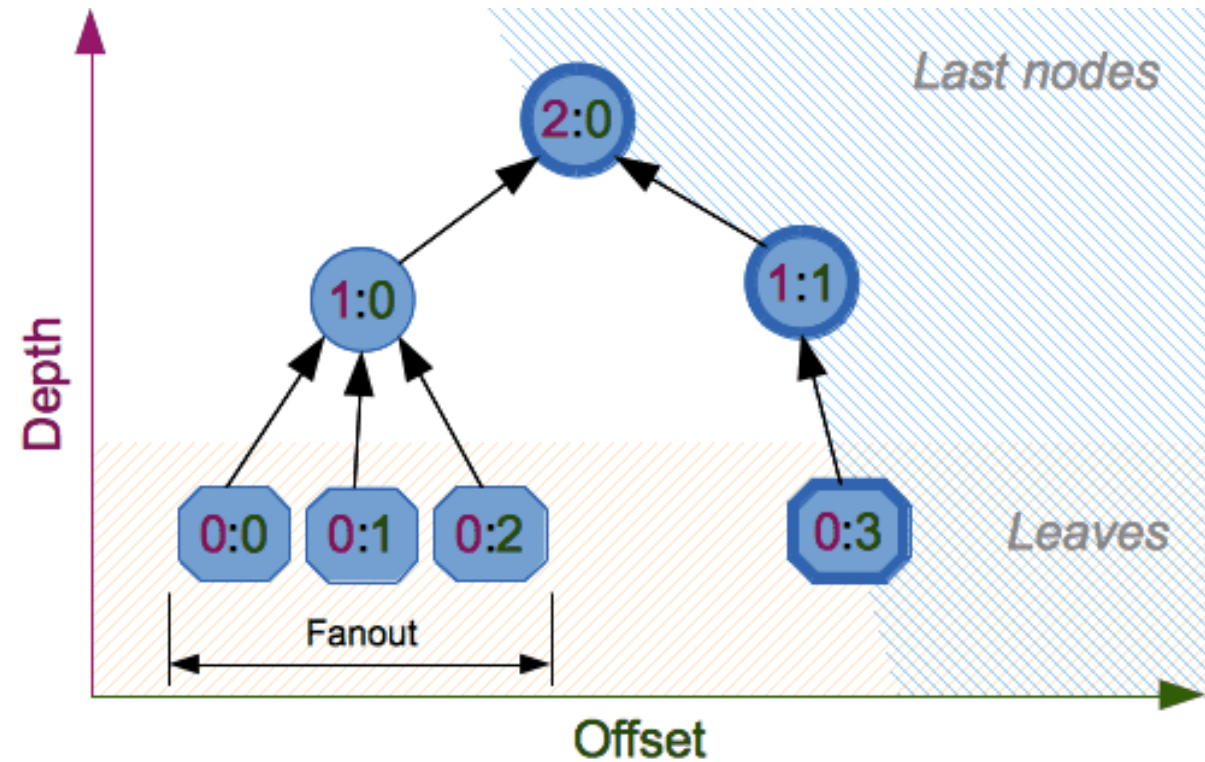 Last nodes
2:0
1:0
1:1
Depth
0:0 0:1 0:2 0:3
Leaves
Fanout
Offset